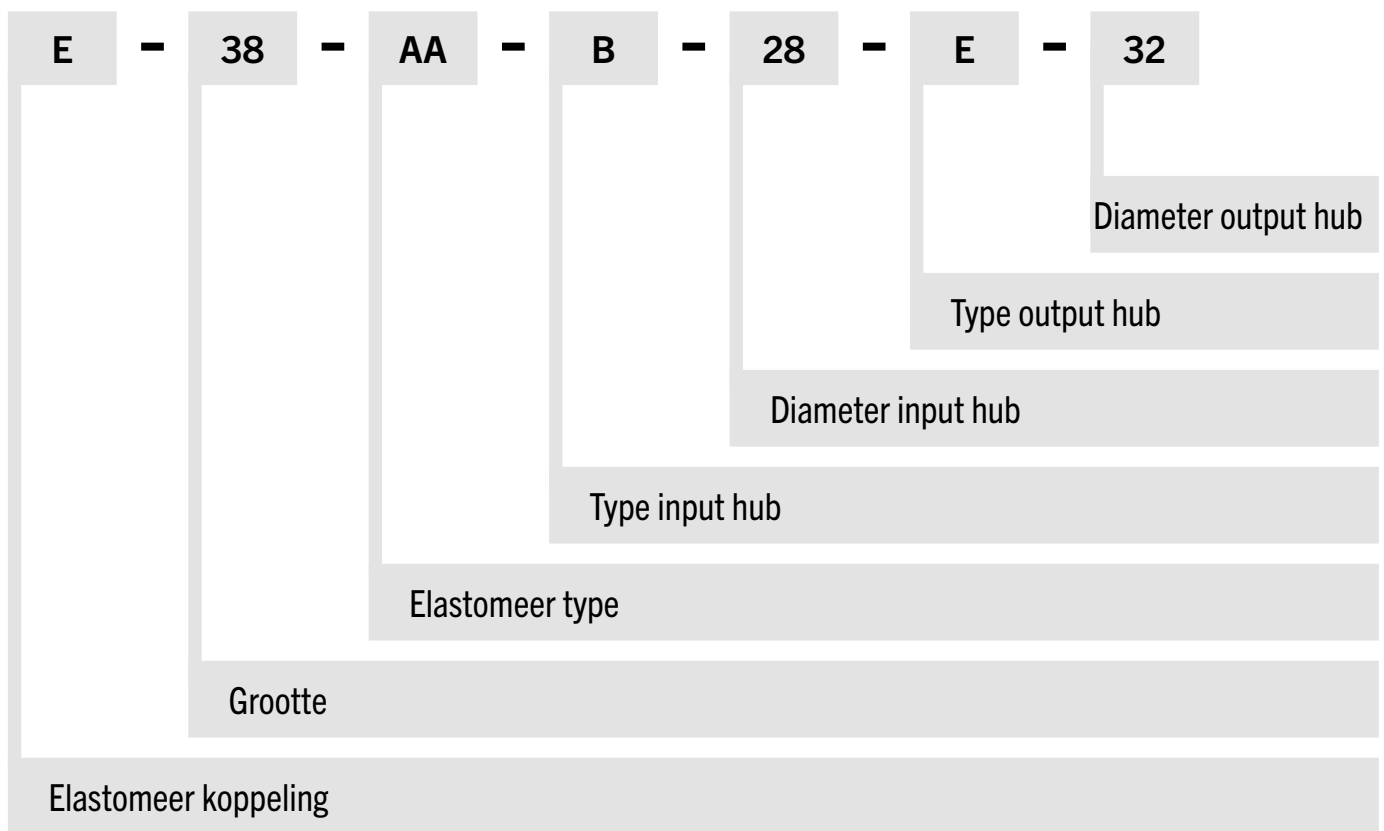 E - 38 - AA - B - 28 - E - 32
Diameter output hub
Type output hub
Diameter input hub
Type input hub
Elastomeer type
Grootte
Elastomeer koppeling